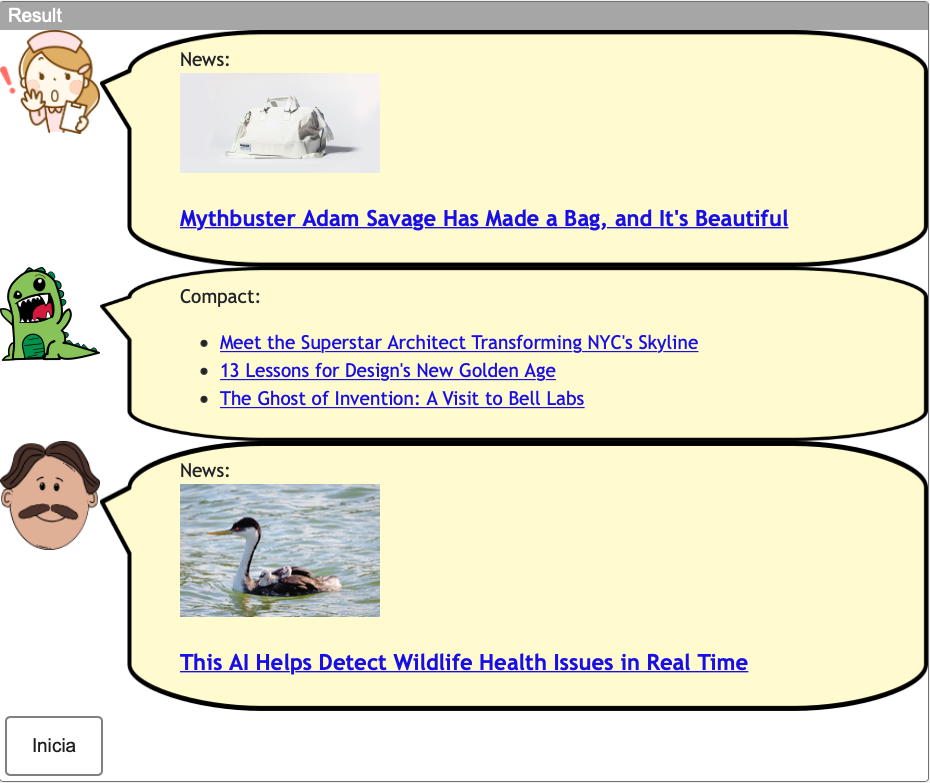 Result
News:
Mythbuster Adam Savage Has Made a Bag, and It's Beautiful
Compact:
Meet the Superstar Architect Transforming NYC's Skyline
13 Lessons for Design's New Golden Age
The Ghost of Invention: A Visit to Bell Labs
News:
This AI Helps Detect Wildlife Health Issues in Real Time
Inicia